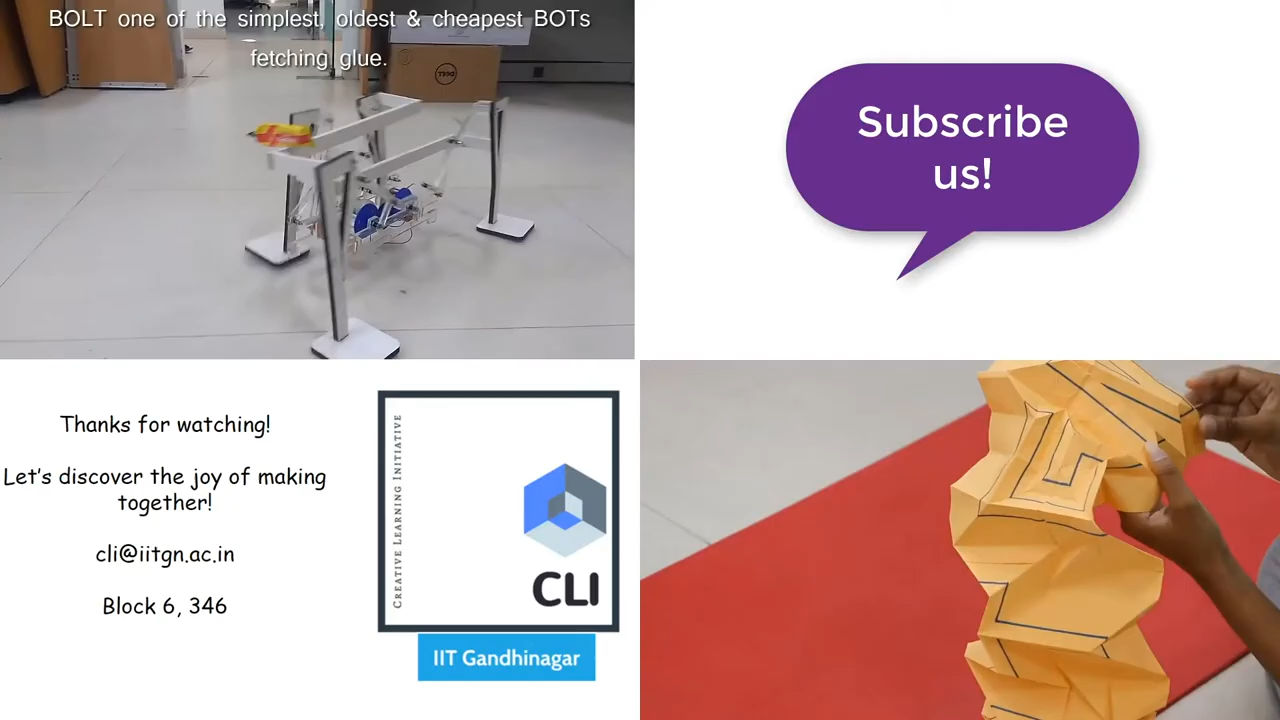 BOLT one of the simplest, oldest & cheapest BOTs
fetching glue.
DELL
Subscribe
us!
Thanks for watching!
Let's discover the joy of making
together!
cli@iitgn.ac.in
Block 6, 346
CREATIVE LEARNING INITIATIVE
CLI
IIT Gandhinagar